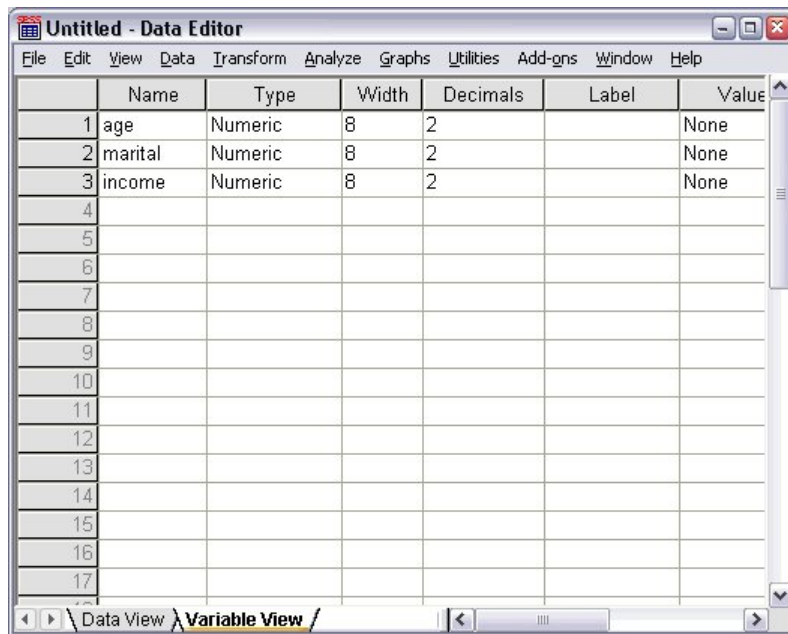 SPSS
Untitled - Data Editor
File Edit View Data Transform Analyze Graphs Utilities Add-ons Window Help
Name Type Width Decimals Label Value
1 age Numeric 8 2 None
2 marital Numeric 8 2 None
3 income Numeric 8 2 None
4
5
6
7
8
9
10
11
12
13
14
15
16
17
Data View Variable View